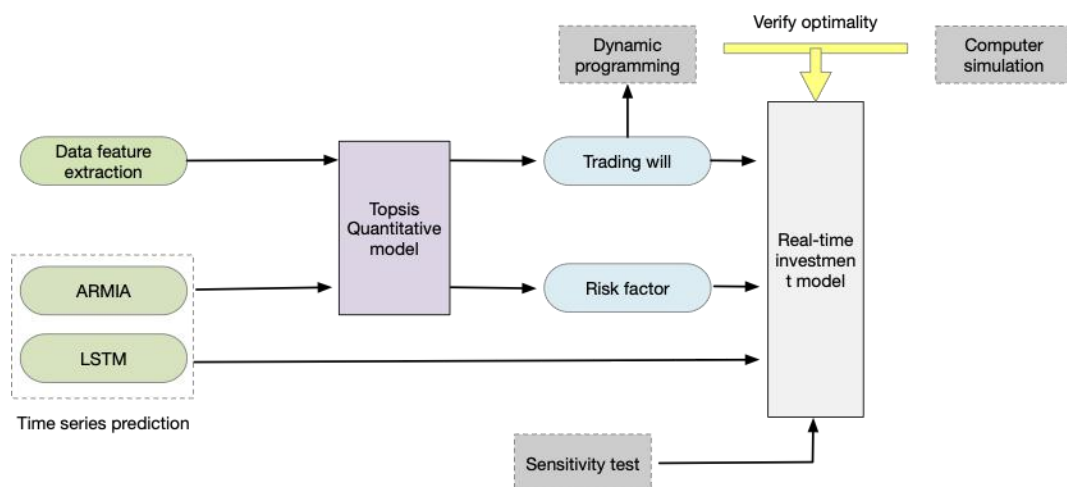 Verify optimality
Dynamic
programming
Computer
simulation
Data feature
extraction
Trading will
Topsis
Quantitative
model
Real-time
investmen
t model
ARMIA
Risk factor
LSTM
Time series prediction
Sensitivity test